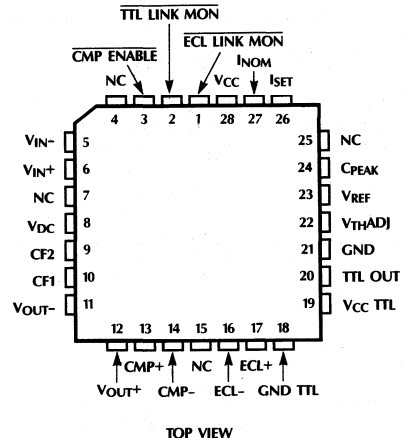 TTL LINK MON
CMP ENABLE ECL LINK MON
NC VCC INOM ISET
4 3 2 1 28 27 26
VIN- 5 25 NC
VIN+ 6 24 CPEAK
NC 7 23 VREF
VDC 8 22 VTHADJ
CF2 9 21 GND
CF1 10 20 TTL OUT
VOUT- 11 19 VCC TTL
12 13 14 15 16 17 18
CMP+ NC ECL+
VOUT+ CMP- ECL- GND TTL
TOP VIEW